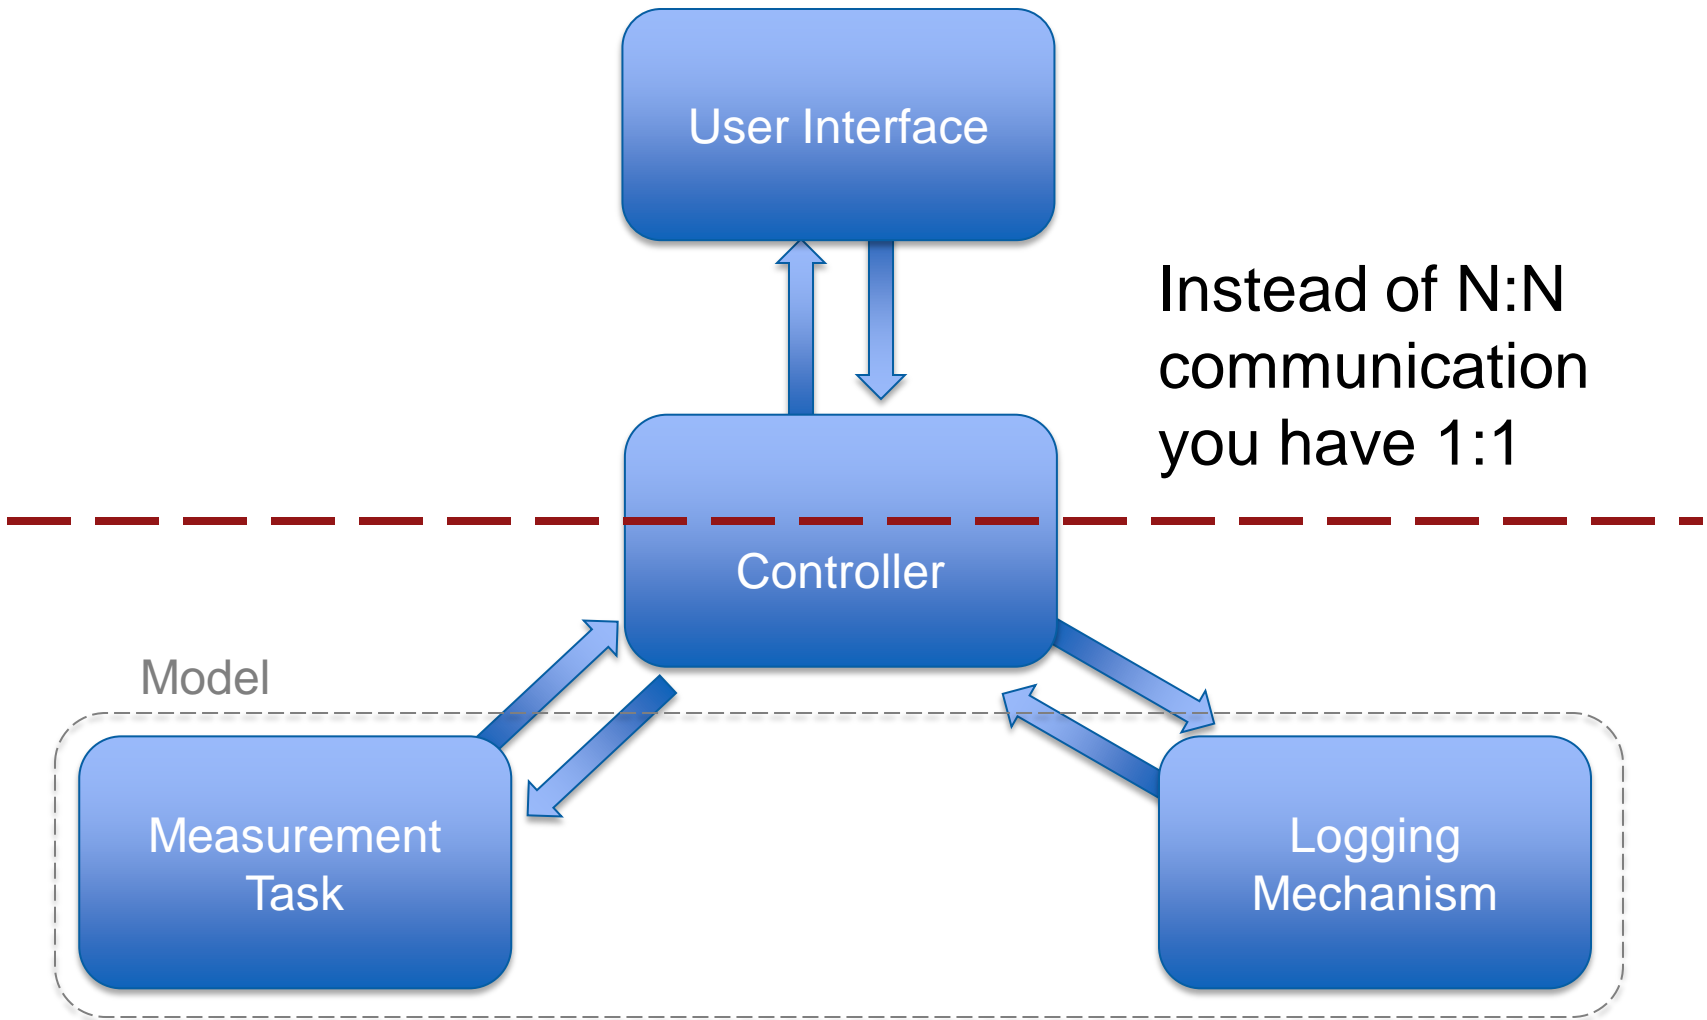 User Interface
Instead of N:N
communication
you have 1:1
Controller
Model
Measurement
Task
Logging
Mechanism